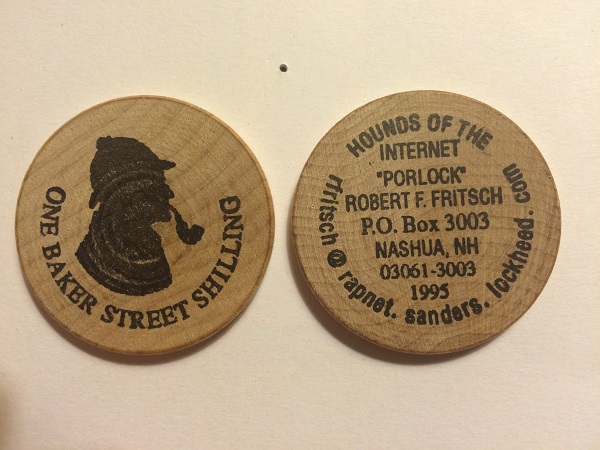 ONE BAKER STREET SHILLING
HOUNDS OF THE
INTERNET
"PORLOCK"
ROBERT F. FRITSCH
P.O. Box 3003
NASHUA, NH
03061-3003
1995
rfritsch @ rapnet. sanders. lockheed. com